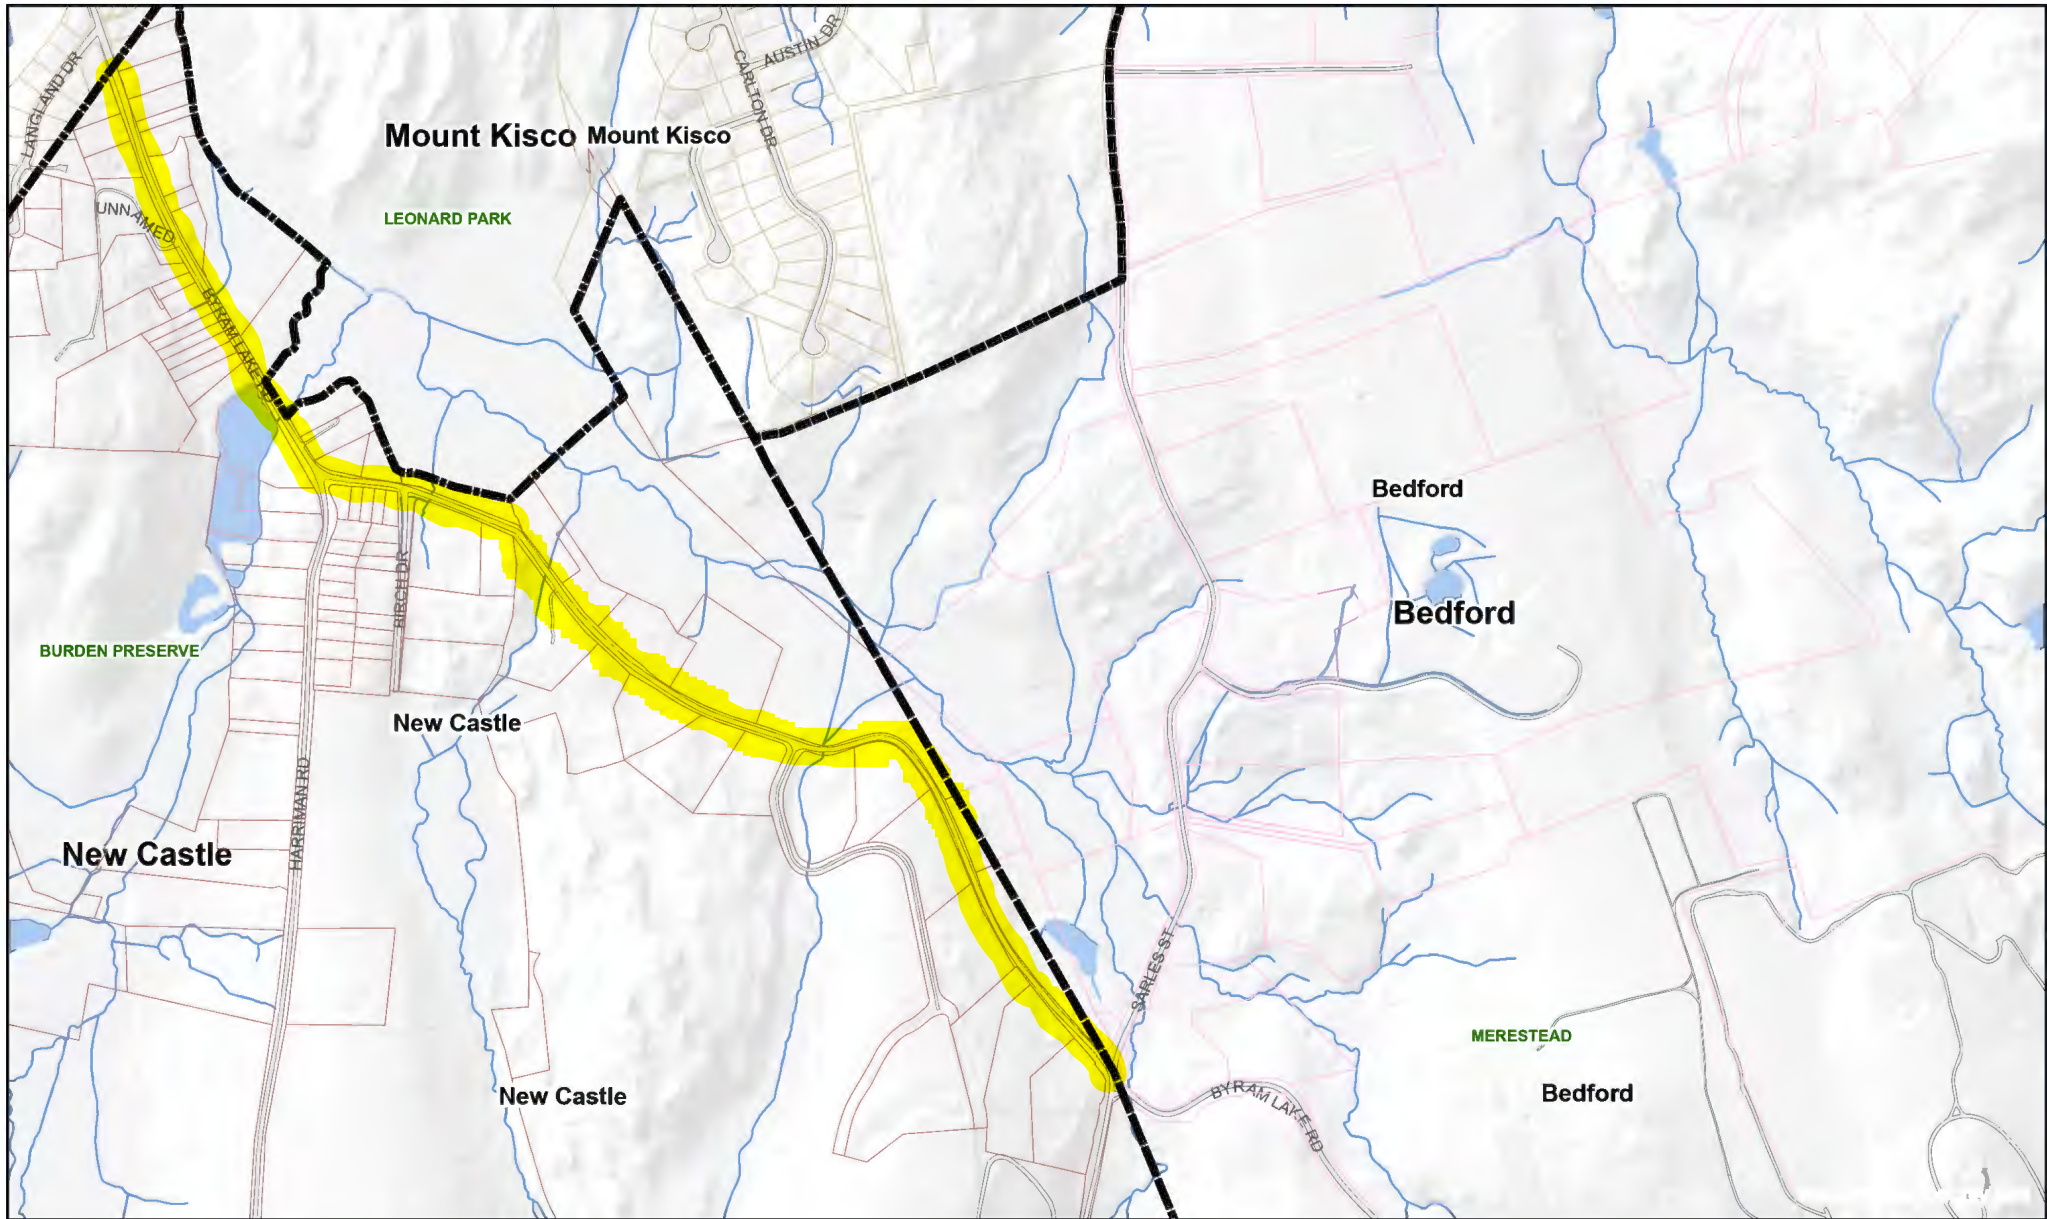 LANGLAND DR
CARLTON DR
AUSTIN DR
Mount Kisco
Mount Kisco
LEONARD PARK
UNNAMED
BYRAM LAKE RD
Bedford
BIRCH DR
Bedford
BURDEN PRESERVE
New Castle
HARRIMAN RD
New Castle
SARLES ST
MERESTEAD
New Castle
BYRAM LAKE RD
Bedford